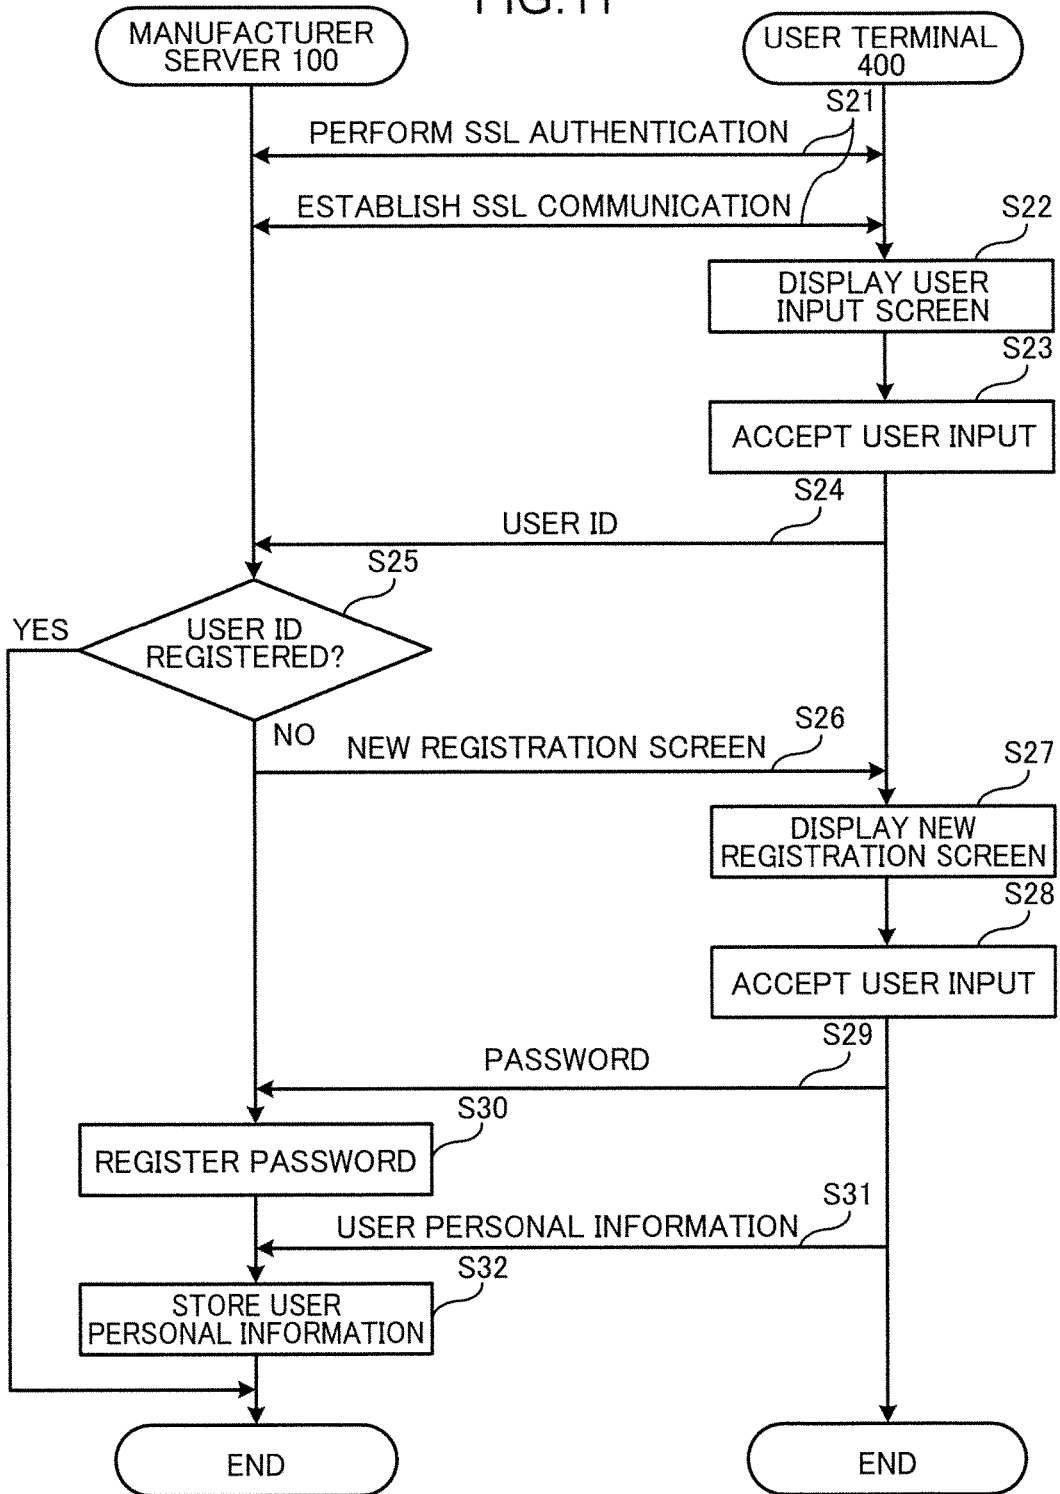 FIG. 11
MANUFACTURER
SERVER 100
USER TERMINAL
400
S21
PERFORM SSL AUTHENTICATION
ESTABLISH SSL COMMUNICATION
S22
DISPLAY USER
INPUT SCREEN
S23
ACCEPT USER INPUT
S24
USER ID
S25
YES
USER ID
REGISTERED?
NO
S26
NEW REGISTRATION SCREEN
S27
DISPLAY NEW
REGISTRATION SCREEN
S28
ACCEPT USER INPUT
S29
PASSWORD
S30
REGISTER PASSWORD
S31
USER PERSONAL INFORMATION
S32
STORE USER
PERSONAL INFORMATION
END
END